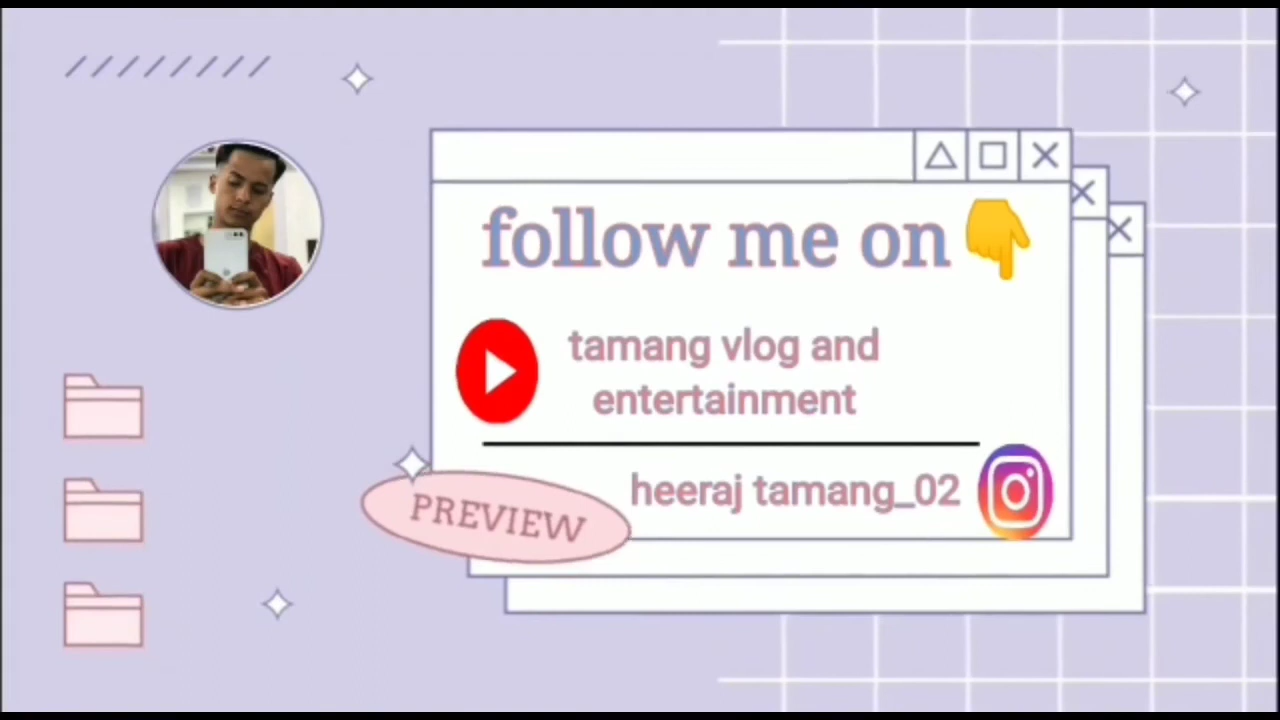 follow me on
tamang vlog and
entertainment
heeraj tamang_02
PREVIEW